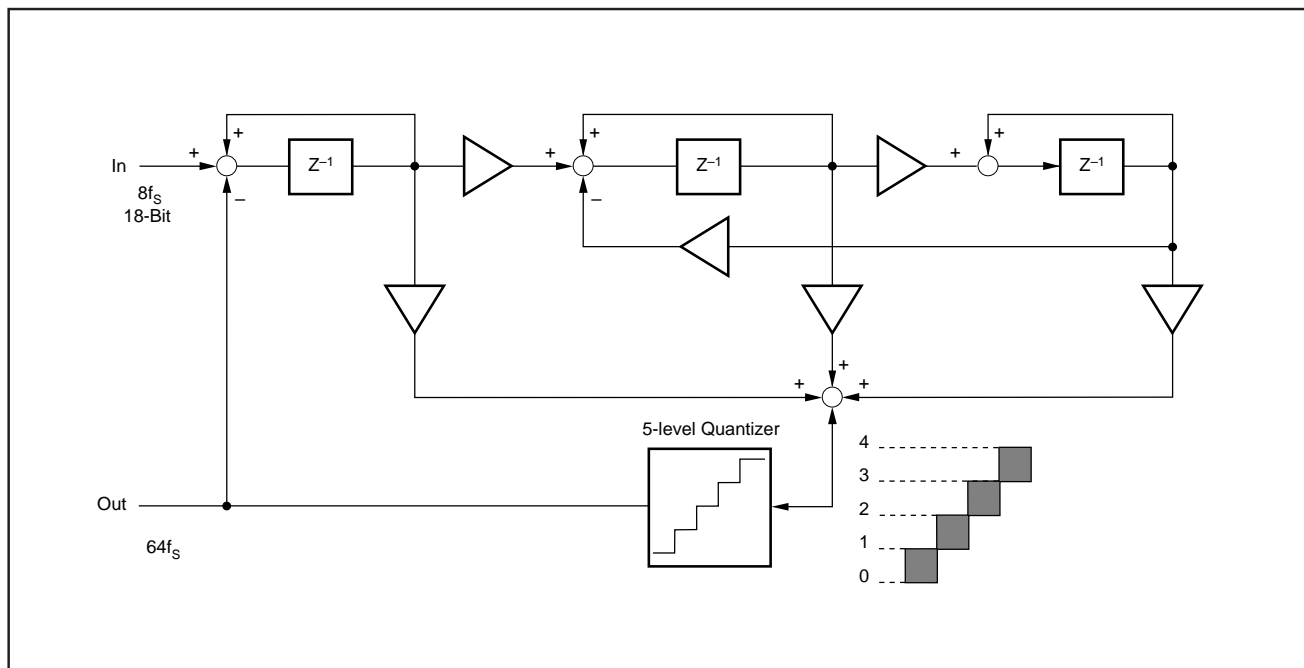 +
+
+
+
+
+
In
Z⁻¹
Z⁻¹
Z⁻¹
8fS
18-Bit
–
–
+
+
+
5-level Quantizer
4
3
2
1
0
Out
64fS